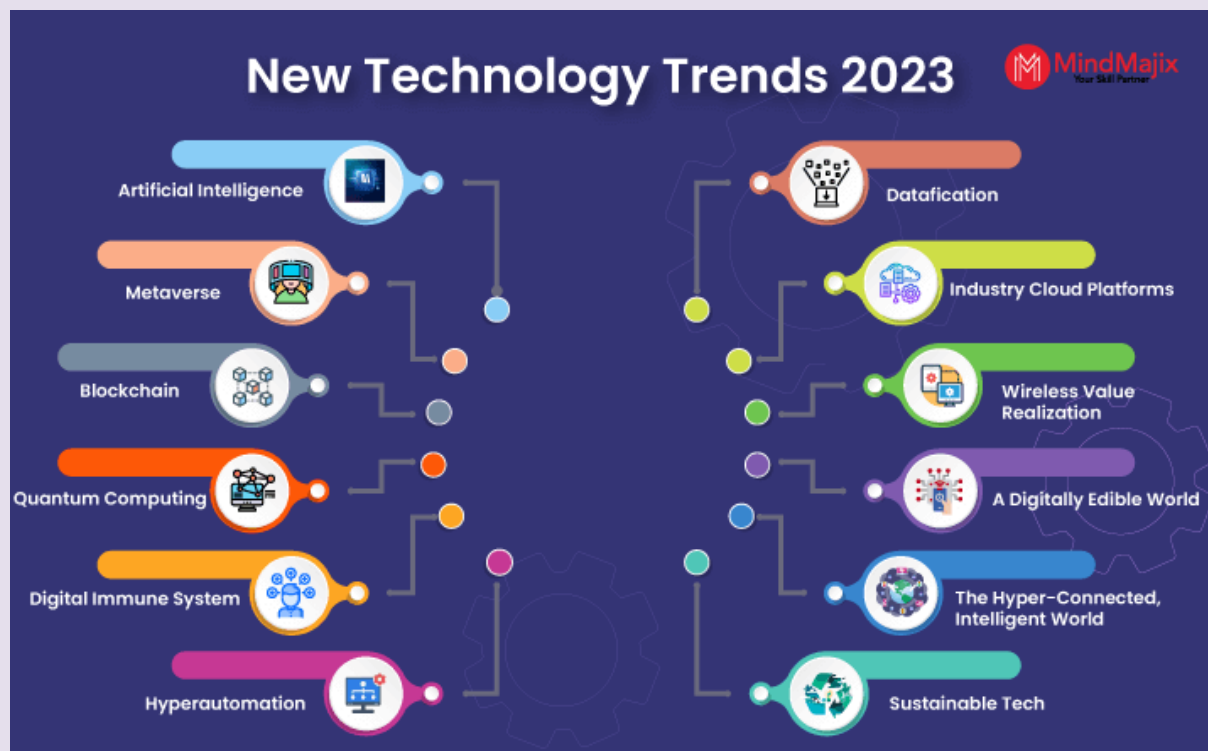 New Technology Trends 2023
MindMajix
Your Skill Partner
Artificial Intelligence
Metaverse
Blockchain
Quantum Computing
Digital Immune System
Hyperautomation
Datafication
Industry Cloud Platforms
Wireless Value
Realization
A Digitally Edible World
The Hyper-Connected,
Intelligent World
Sustainable Tech